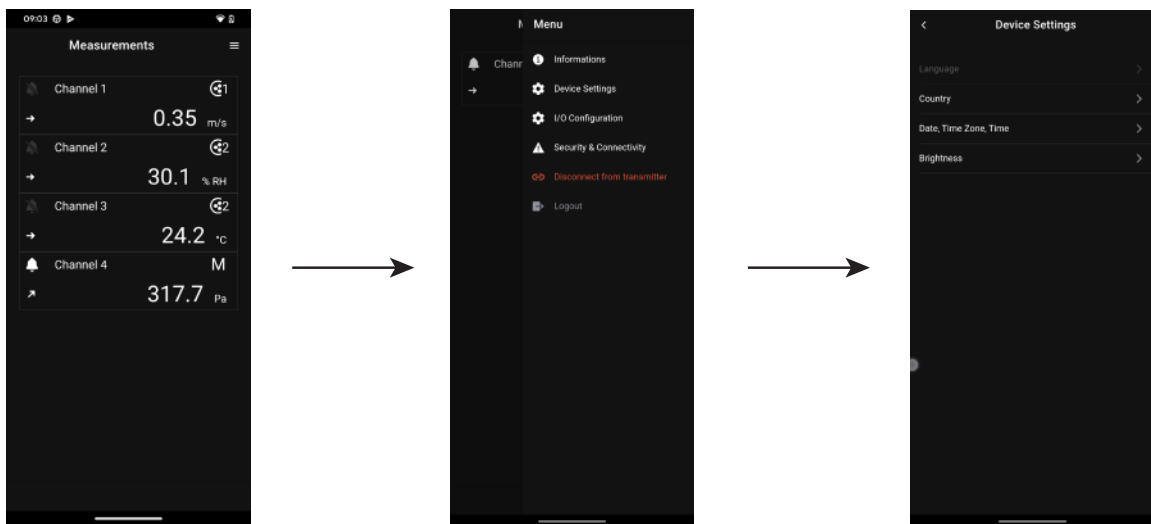 09:03
Measurements
Channel 1 1
0.35 m/s
Channel 2 2
30.1 % RH
Channel 3 2
24.2 °C
Channel 4 M
317.7 Pa
Menu
Chann
Informations
Device Settings
I/O Configuration
Security & Connectivity
Disconnect from transmitter
Logout
Device Settings
Language
Country
Date, Time Zone, Time
Brightness